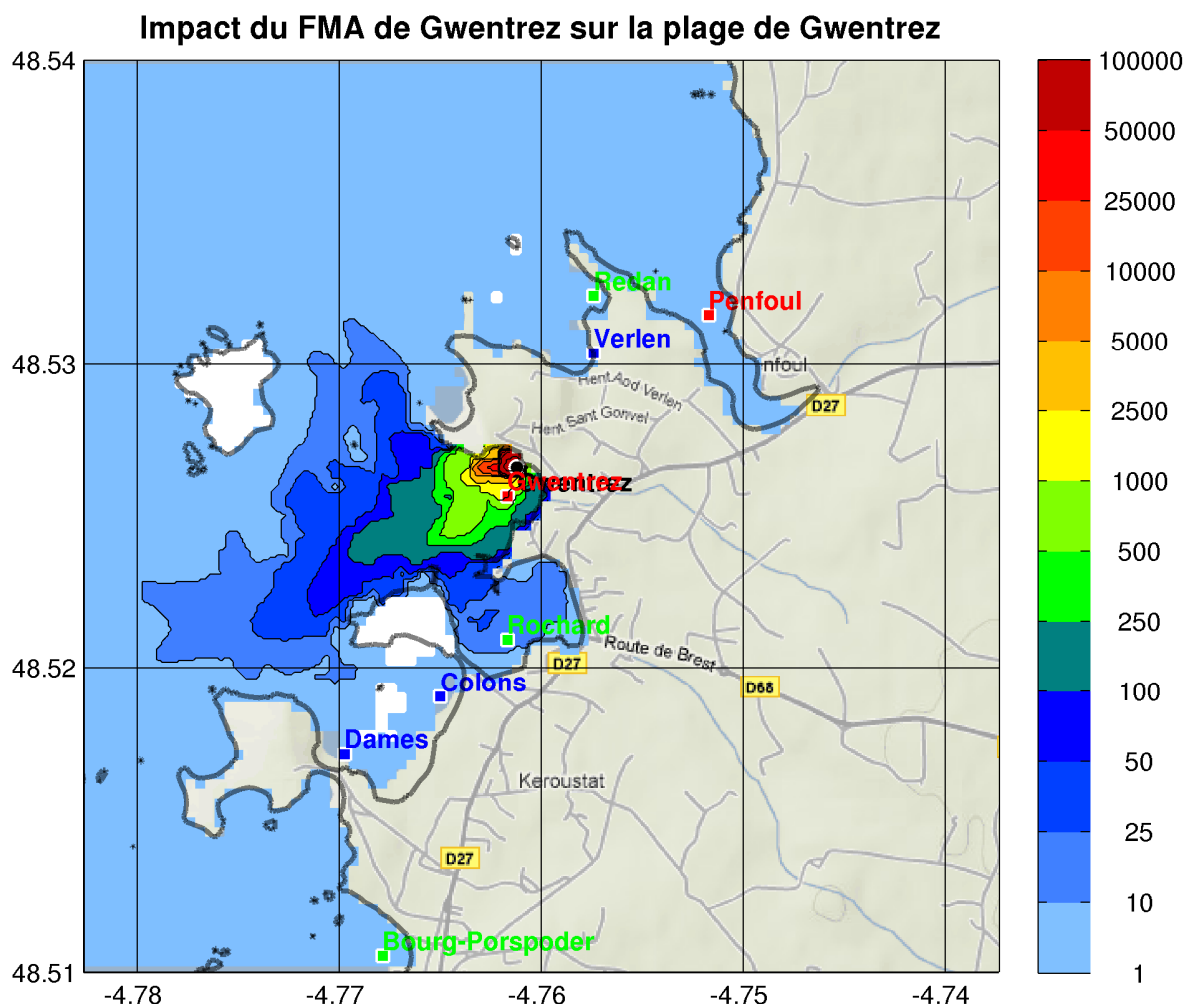 Impact du FMA de Gwentrez sur la plage de Gwentrez
48.54
48.53
48.52
48.51
-4.78
-4.77
-4.76
-4.75
-4.74
100000
50000
25000
10000
5000
2500
1000
500
250
100
50
25
10
1
Redan
Penfoul
Verlen
nfoul
Hent Aod Verlen
D27
Hent Sant Gonvel
Gwentrez
Rochard
Route de Brest
D27
D68
Colons
Dames
Keroustat
D27
Bourg-Porspoder